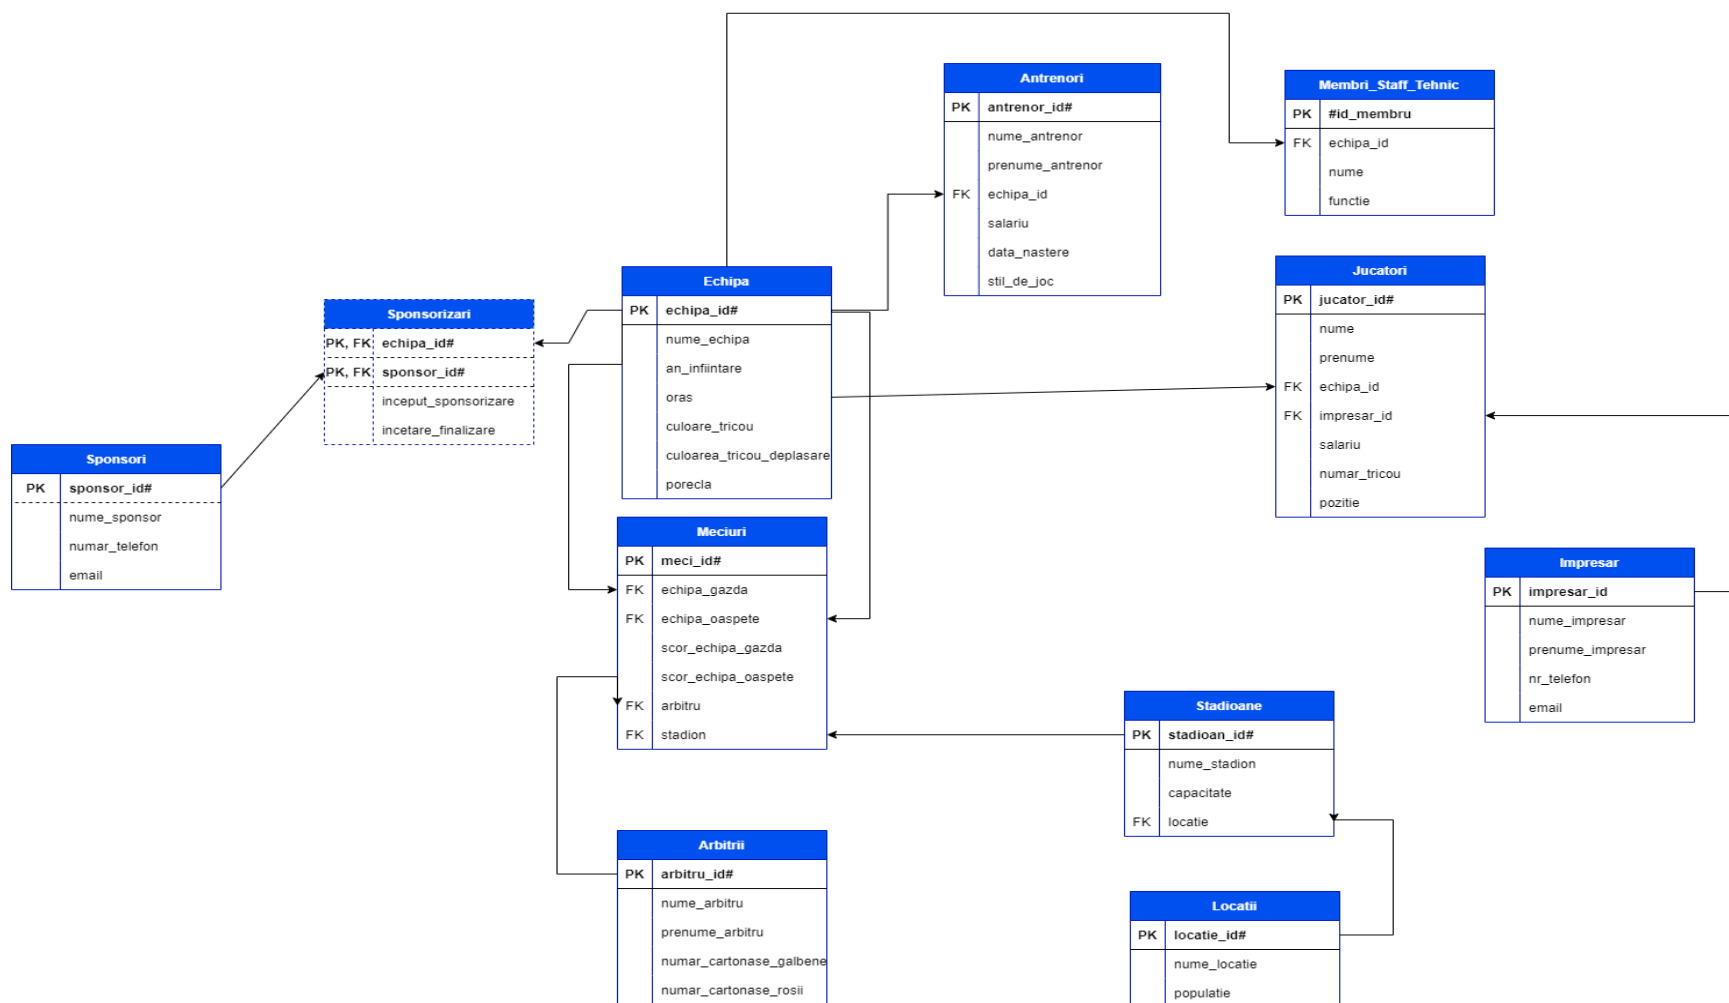 Antrenori
PK antrenor_id#
nume_antrenor
prenume_antrenor
FK echipa_id
salariu
data_nastere
stil_de_joc
Membri_Staff_Tehnic
PK #id_membru
FK echipa_id
nume
functie
Echipa
PK echipa_id#
nume_echipa
an_infiintare
oras
culoare_tricou
culoarea_tricou_deplasare
porecla
Jucatori
PK jucator_id#
nume
prenume
FK echipa_id
FK impresar_id
salariu
numar_tricou
pozitie
Sponsorizari
PK, FK echipa_id#
PK, FK sponsor_id#
inceput_sponsorizare
incetare_finalizare
Sponsori
PK sponsor_id#
nume_sponsor
numar_telefon
email
Meciuri
PK meci_id#
FK echipa_gazda
FK echipa_oaspete
scor_echipa_gazda
scor_echipa_oaspete
FK arbitru
FK stadion
Impresar
PK impresar_id
nume_impresar
prenume_impresar
nr_telefon
email
Stadioane
PK stadioan_id#
nume_stadion
capacitate
FK locatie
Arbitrii
PK arbitru_id#
nume_arbitru
prenume_arbitru
numar_cartonase_galbene
numar_cartonase_rosii
Locatii
PK locatie_id#
nume_locatie
populatie